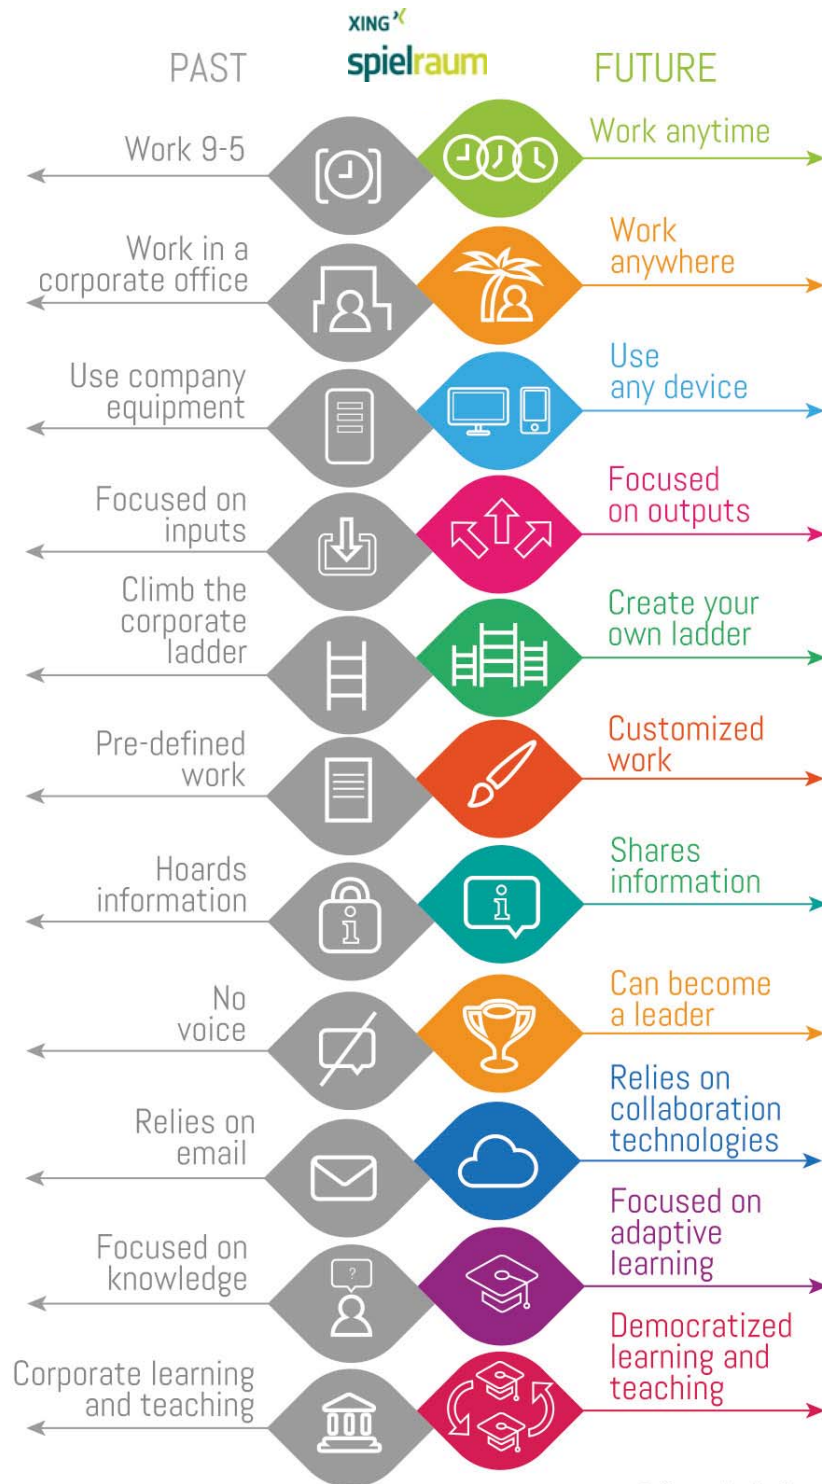 XING
spielraum
PAST
FUTURE
Work 9-5
Work anytime
Work in a
corporate office
Work
anywhere
Use company
equipment
Use
any device
Focused on
inputs
Focused
on outputs
Climb the
corporate
ladder
Create your
own ladder
Pre-defined
work
Customized
work
Hoards
information
Shares
information
No
voice
Can become
a leader
Relies on
email
Relies on
collaboration
technologies
Focused on
knowledge
?
Focused on
adaptive
learning
Corporate learning
and teaching
Democratized
learning and
teaching